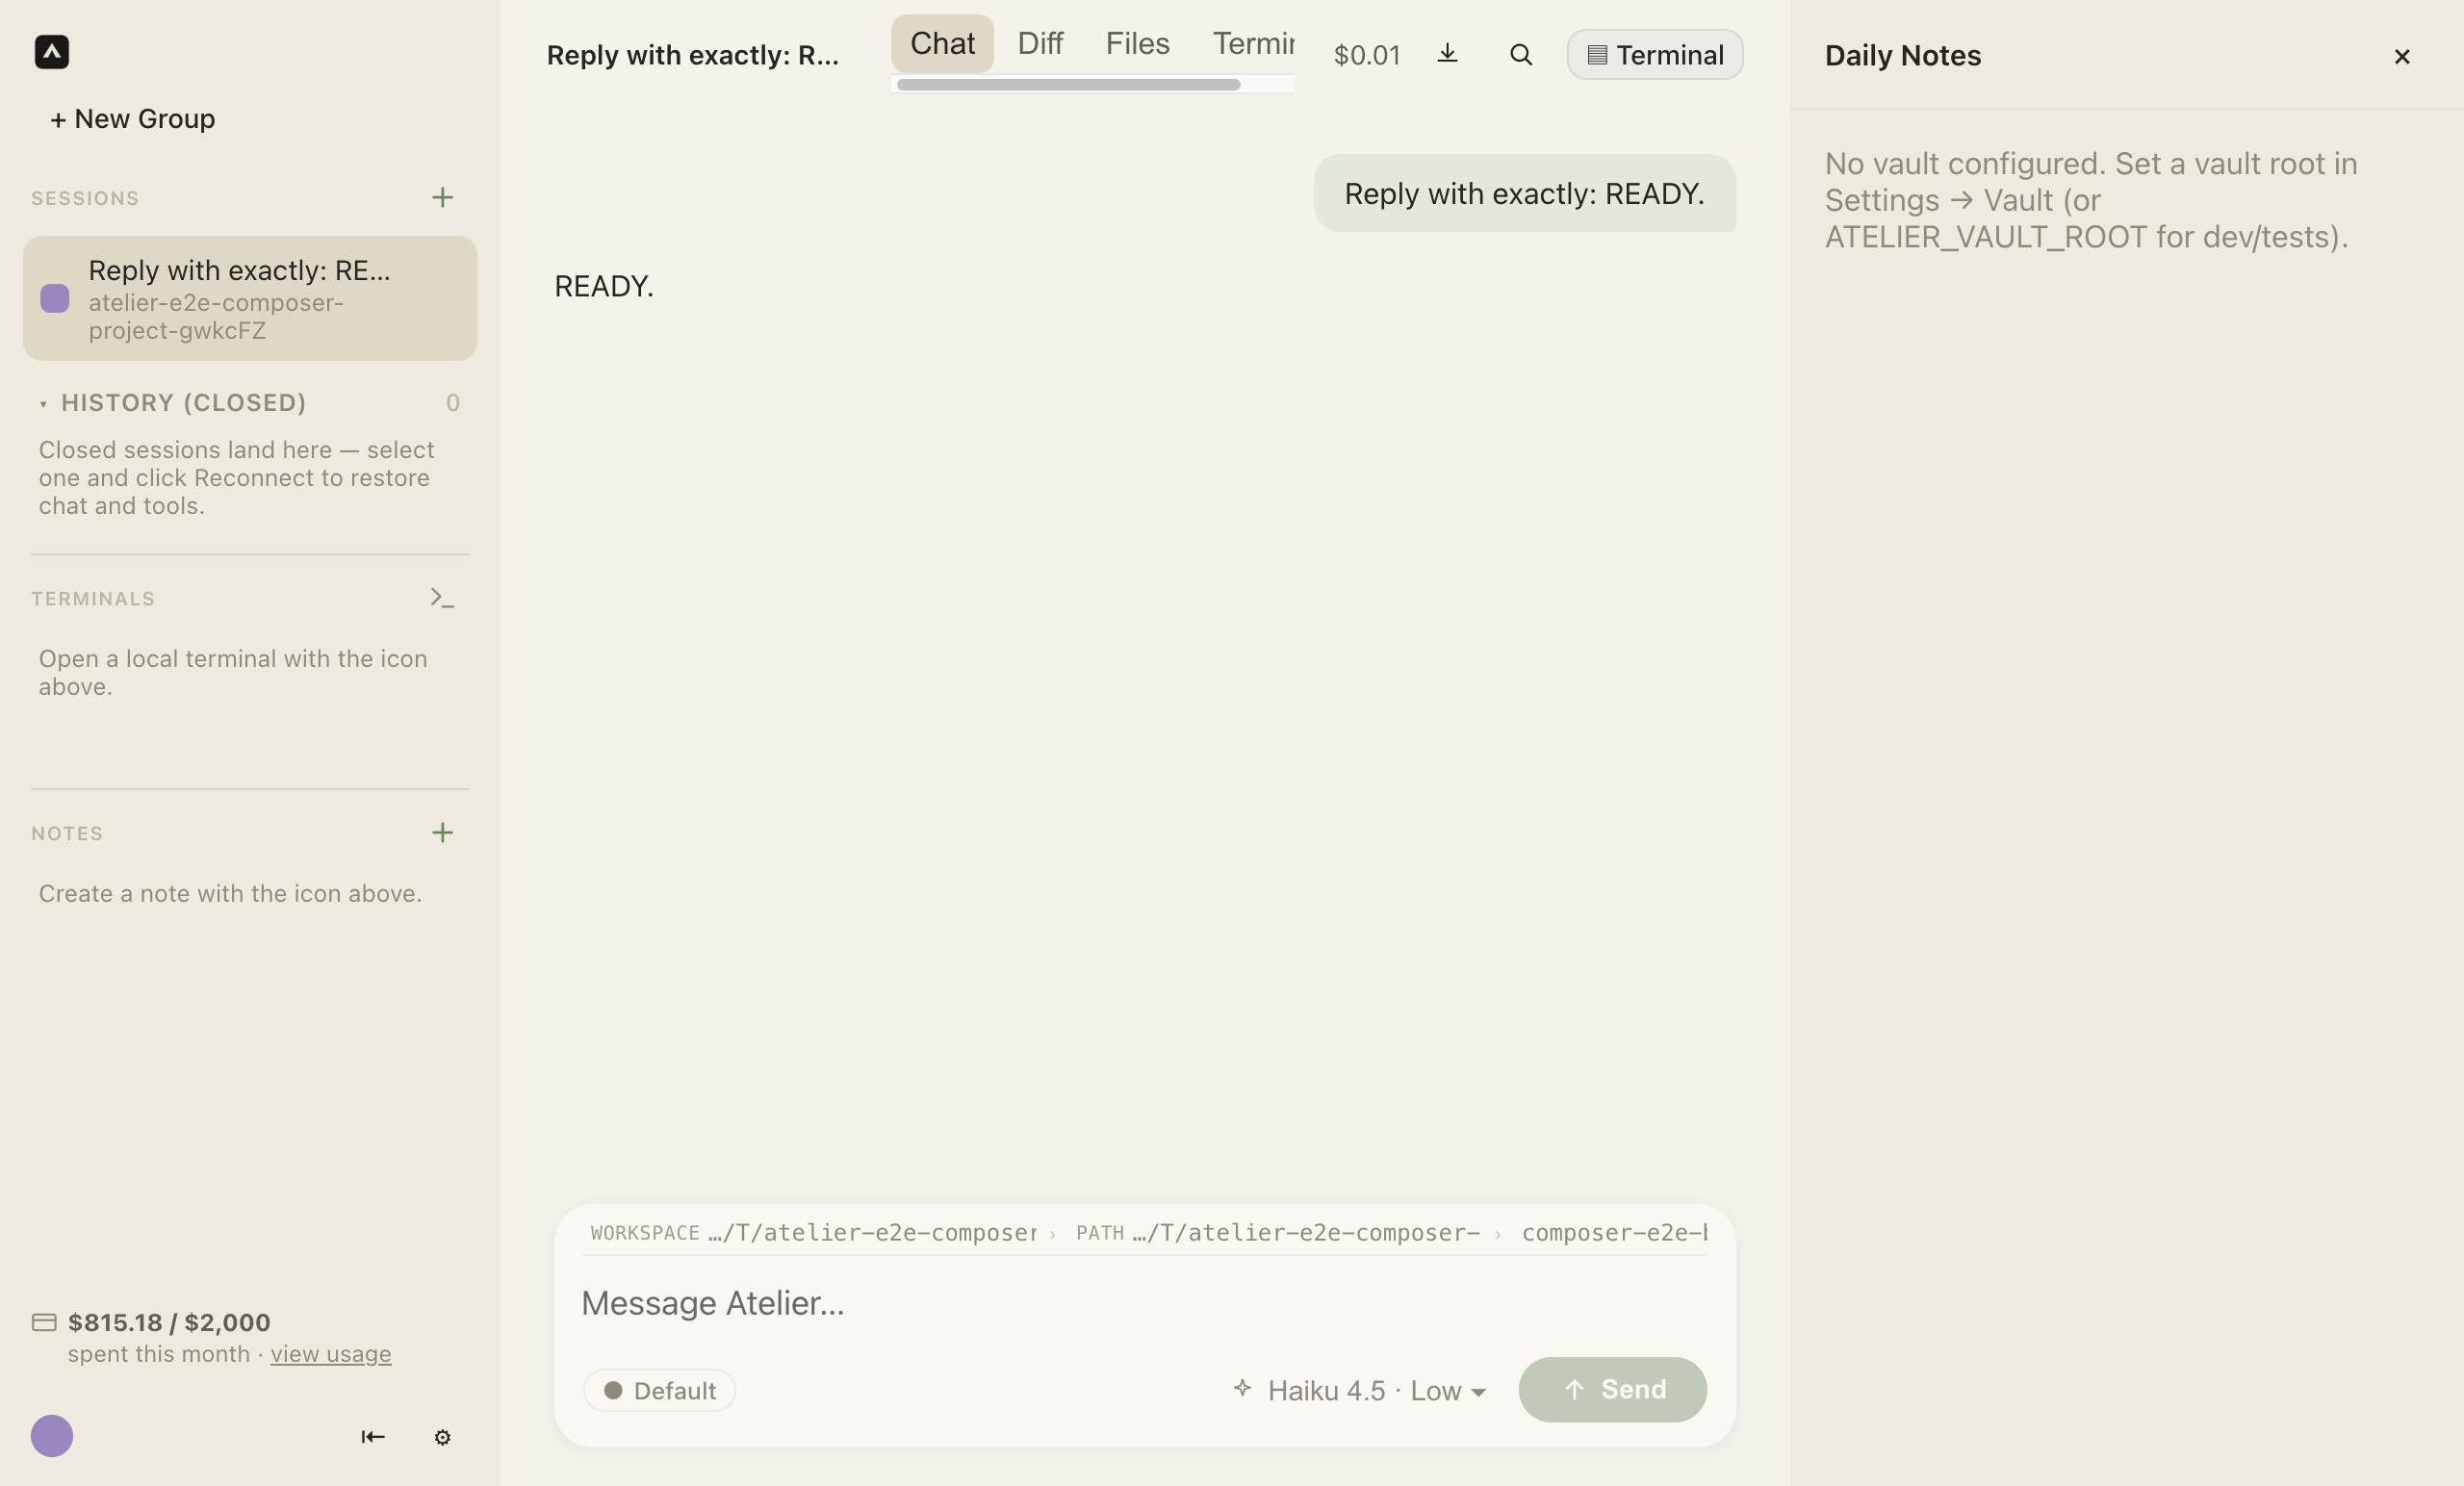 + New Group
SESSIONS
Reply with exactly: RE...
atelier-e2e-composer-
project-gwkcFZ
HISTORY (CLOSED) 0
Closed sessions land here — select
one and click Reconnect to restore
chat and tools.
TERMINALS
Open a local terminal with the icon
above.
NOTES
Create a note with the icon above.
$815.18 / $2,000
spent this month · view usage
Reply with exactly: R... Chat Diff Files Termin $0.01 Terminal
Reply with exactly: READY.
READY.
WORKSPACE …/T/atelier-e2e-composer › PATH …/T/atelier-e2e-composer- › composer-e2e-b
Message Atelier...
Default Haiku 4.5 · Low Send
Daily Notes ×
No vault configured. Set a vault root in
Settings → Vault (or
ATELIER_VAULT_ROOT for dev/tests).